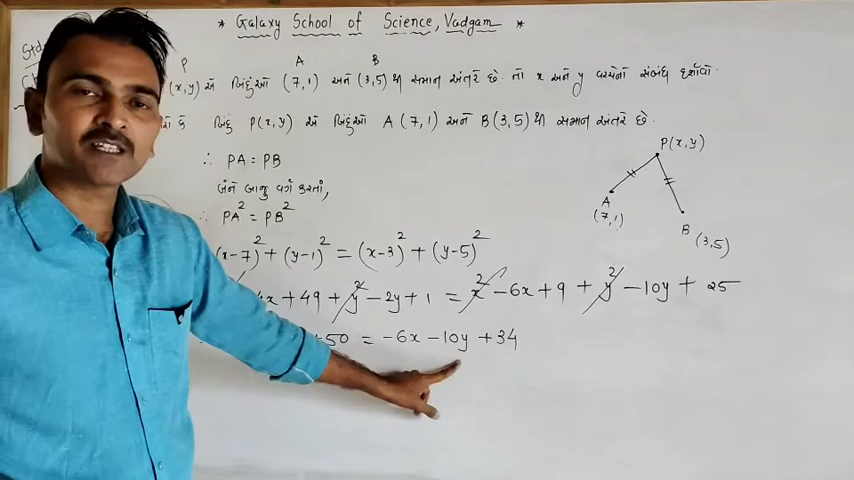 * Galaxy School of Science, Vadgam *
Std
P A B
(x,y) એ બિંદુઓ (7,1) અને (3,5) થી સમાન અંતરે છે. તો x અને y વચ્ચેનો સંબંધ દર્શાવો.
કે બિંદુ P(x,y) એ બિંદુઓ A(7,1) અને B(3,5) થી સમાન અંતરે છે.
∴ PA = PB
બંને બાજુ વર્ગ કરતાં,
∴ PA² = PB²
(x-7)² + (y-1)² = (x-3)² + (y-5)²
4x + 49 + y² - 2y + 1 = x² - 6x + 9 + y² - 10y + 25
+50 = -6x - 10y + 34
P(x,y)
A
(7,1)
B
(3,5)